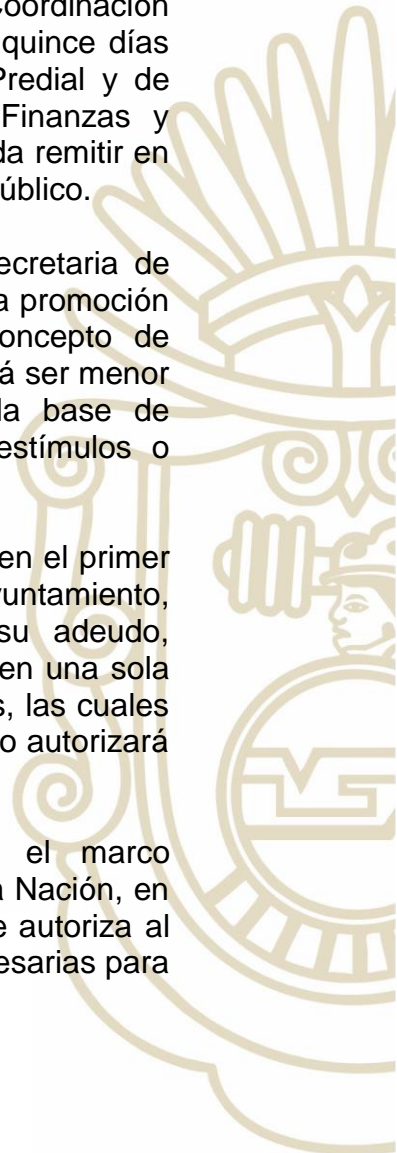 Coordinación
quince días
Predial y de
Finanzas y
da remitir en
úblico.
ecretaria de
a promoción
oncepto de
á ser menor
la base de
estímulos o
en el primer
yuntamiento,
su adeudo,
en una sola
s, las cuales
o autorizará
el marco
a Nación, en
e autoriza al
esarias para